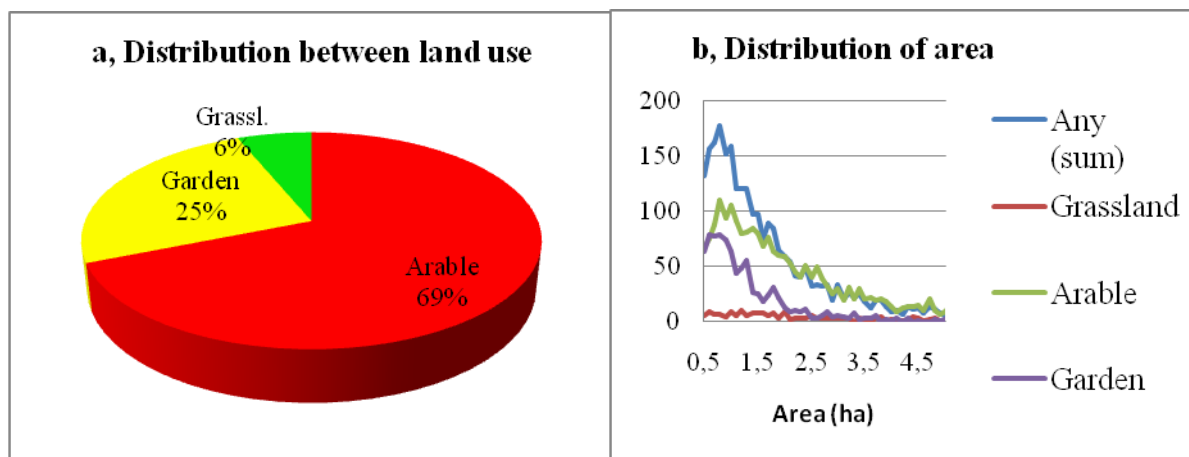 a, Distribution between land use
Grassl.
6%
Garden
25%
Arable
69%
b, Distribution of area
200
150
100
50
0
0,5 1,5 2,5 3,5 4,5
Area (ha)
Any
(sum)
Grassland
Arable
Garden